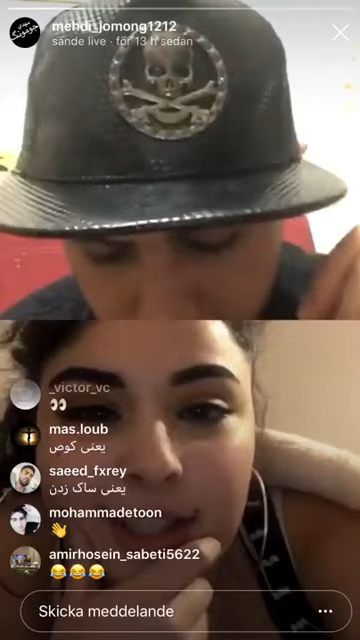 mehdi_jomong1212
sände live · för 13 h sedan
_victor_vc
👀
mas.loub
یعنی کوص
saeed_fxrey
یعنی ساک زدن
mohammadetoon
👋
amirhosein_sabeti5622
😂😂😂
Skicka meddelande